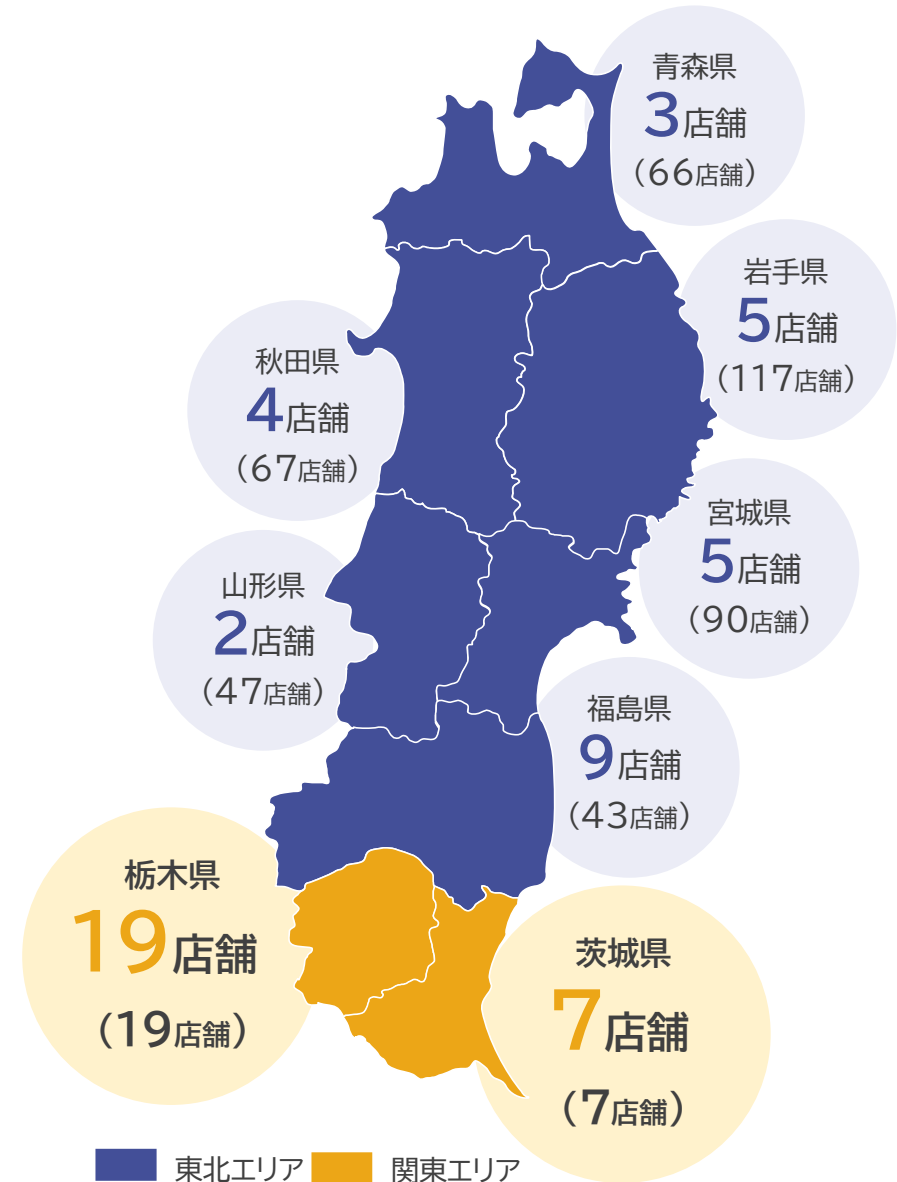 青森県
3店舗
(66店舗)
岩手県
5店舗
(117店舗)
秋田県
4店舗
(67店舗)
宮城県
5店舗
(90店舗)
山形県
2店舗
(47店舗)
福島県
9店舗
(43店舗)
栃木県
19店舗
(19店舗)
茨城県
7店舗
(7店舗)
東北エリア
関東エリア